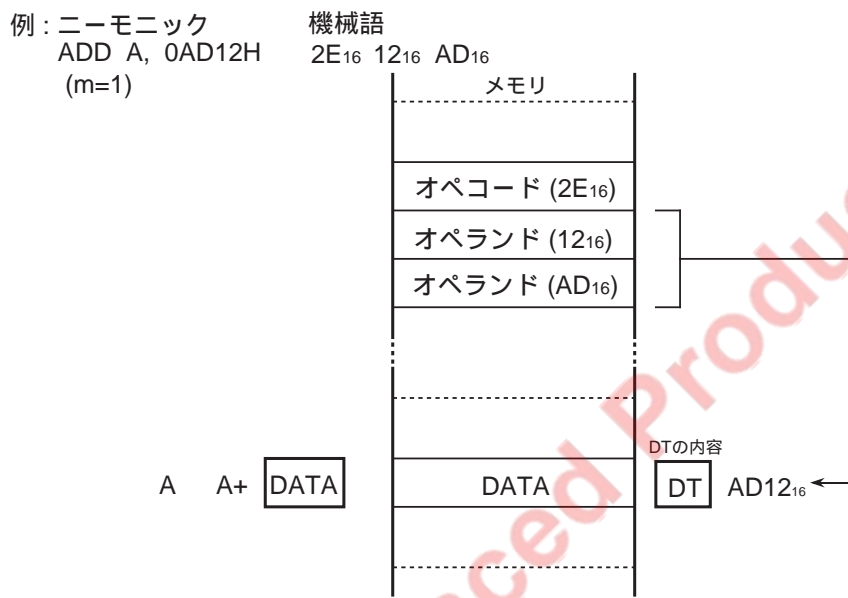 例 : ニーモニック 機械語
ADD A, 0AD12H 2E16 1216 AD16
(m=1)
メモリ
オペコード (2E16)
オペランド (1216)
オペランド (AD16)
DTの内容
A A+ DATA DATA DT AD1216
nced Produ